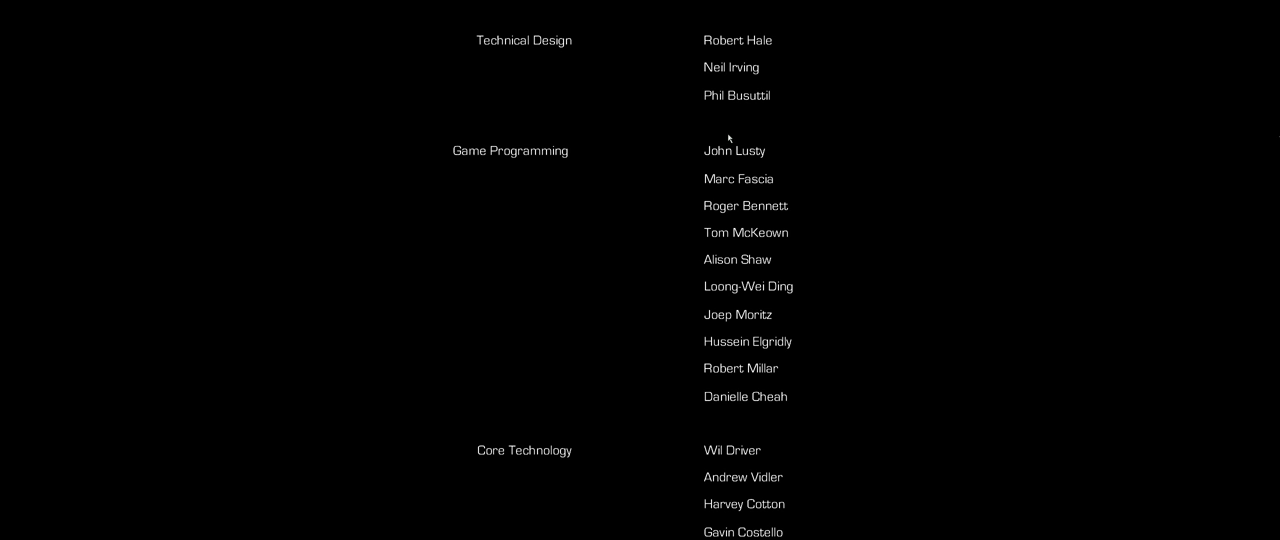 Technical Design Robert Hale
Neil Irving
Phil Busuttil
Game Programming John Lusty
Marc Fascia
Roger Bennett
Tom McKeown
Alison Shaw
Loong-Wei Ding
Joep Moritz
Hussein Elgridly
Robert Millar
Danielle Cheah
Core Technology Wil Driver
Andrew Vidler
Harvey Cotton
Gavin Costello